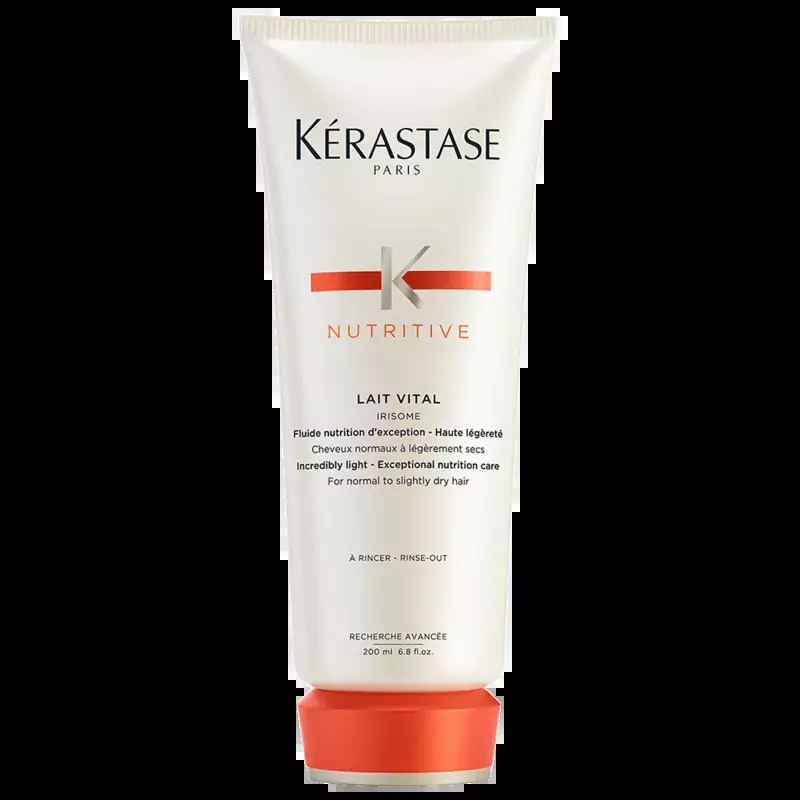 KÉRASTASE
PARIS
K
NUTRITIVE
LAIT VITAL
IRISOME
Fluide nutrition d'exception - Haute légèreté
Cheveux normaux à légèrement secs
Incredibly light - Exceptional nutrition care
For normal to slightly dry hair
À RINCER - RINSE-OUT
RECHERCHE AVANCÉE
200 ml 6.8 fl.oz.